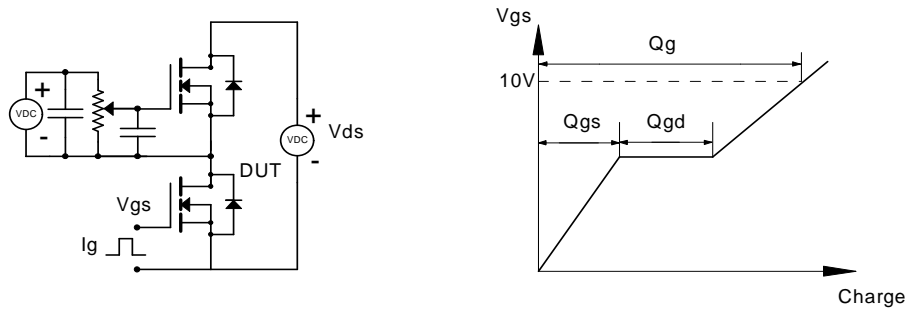 +
VDC
-
Vgs
Ig
DUT
+
VDC
-
Vds
Vgs
10V
Qg
Qgs
Qgd
Charge